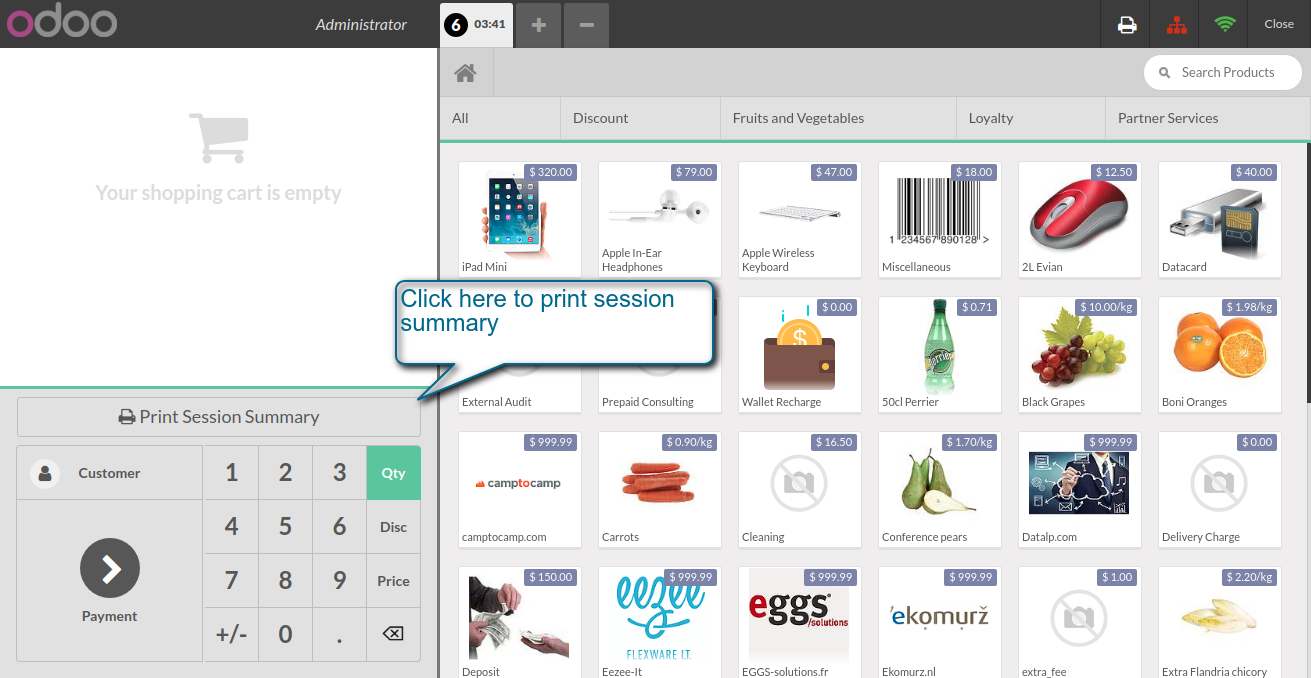 odoo
Administrator
6 03:41
+
−
Close
Search Products
All
Discount
Fruits and Vegetables
Loyalty
Partner Services
Your shopping cart is empty
$ 320.00
iPad Mini
$ 79.00
Apple In-Ear
Headphones
$ 47.00
Apple Wireless
Keyboard
$ 18.00
1 234567 890128 >
Miscellaneous
$ 12.50
2L Evian
$ 40.00
Datacard
Click here to print session
summary
External Audit
Prepaid Consulting
$ 0.00
$
Wallet Recharge
$ 0.71
Perrier
50cl Perrier
$ 10.00/kg
Black Grapes
$ 1.98/kg
Boni Oranges
$ 999.99
camptocamp
camptocamp.com
$ 0.90/kg
Carrots
$ 16.50
Cleaning
$ 1.70/kg
Conference pears
$ 999.99
Datalp.com
$ 0.00
Delivery Charge
$ 150.00
Deposit
$ 999.99
eezee
FLEXWARE I.T.
Eezee-It
$ 999.99
eggs
/solutions
EGGS-solutions.fr
$ 999.99
'ekomurž
Ekomurz.nl
$ 1.00
extra_fee
$ 2.20/kg
Extra Flandria chicory
Print Session Summary
Customer
Payment
1 2 3 Qty
4 5 6 Disc
7 8 9 Price
+/- 0 .